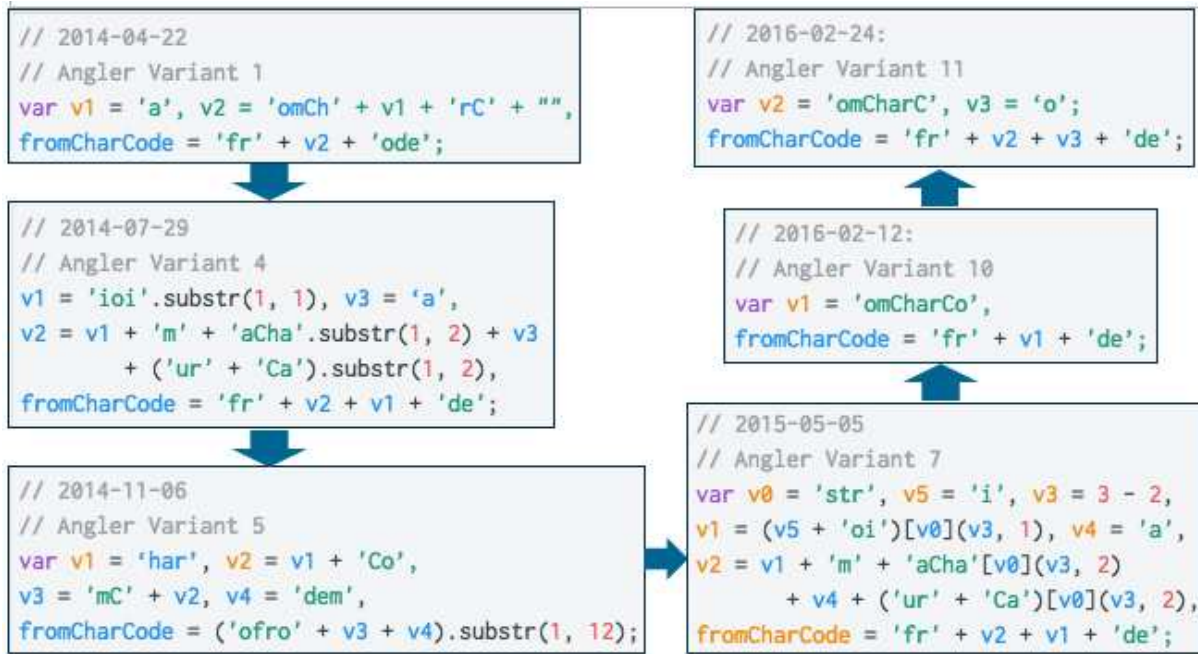 // 2014-04-22
// Angler Variant 1
var v1 = 'a', v2 = 'omCh' + v1 + 'rC' + "",
fromCharCode = 'fr' + v2 + 'ode';
// 2014-07-29
// Angler Variant 4
v1 = 'ioi'.substr(1, 1), v3 = ‘a’,
v2 = v1 + 'm' + 'aCha'.substr(1, 2) + v3
+ ('ur' + 'Ca').substr(1, 2),
fromCharCode = 'fr' + v2 + v1 + 'de';
// 2014-11-06
// Angler Variant 5
var v1 = ‘har’, v2 = v1 + 'Co',
v3 = 'mC' + v2, v4 = 'dem',
fromCharCode = ('ofro' + v3 + v4).substr(1, 12);
// 2015-05-05
// Angler Variant 7
var v0 = 'str', v5 = 'i', v3 = 3 - 2,
v1 = (v5 + 'oi')[v0](v3, 1), v4 = 'a',
v2 = v1 + 'm' + 'aCha'[v0](v3, 2)
+ v4 + ('ur' + 'Ca')[v0](v3, 2),
fromCharCode = 'fr' + v2 + v1 + 'de';
// 2016-02-12:
// Angler Variant 10
var v1 = 'omCharCo',
fromCharCode = 'fr' + v1 + 'de';
// 2016-02-24:
// Angler Variant 11
var v2 = 'omCharC', v3 = ‘o’;
fromCharCode = 'fr' + v2 + v3 + 'de';